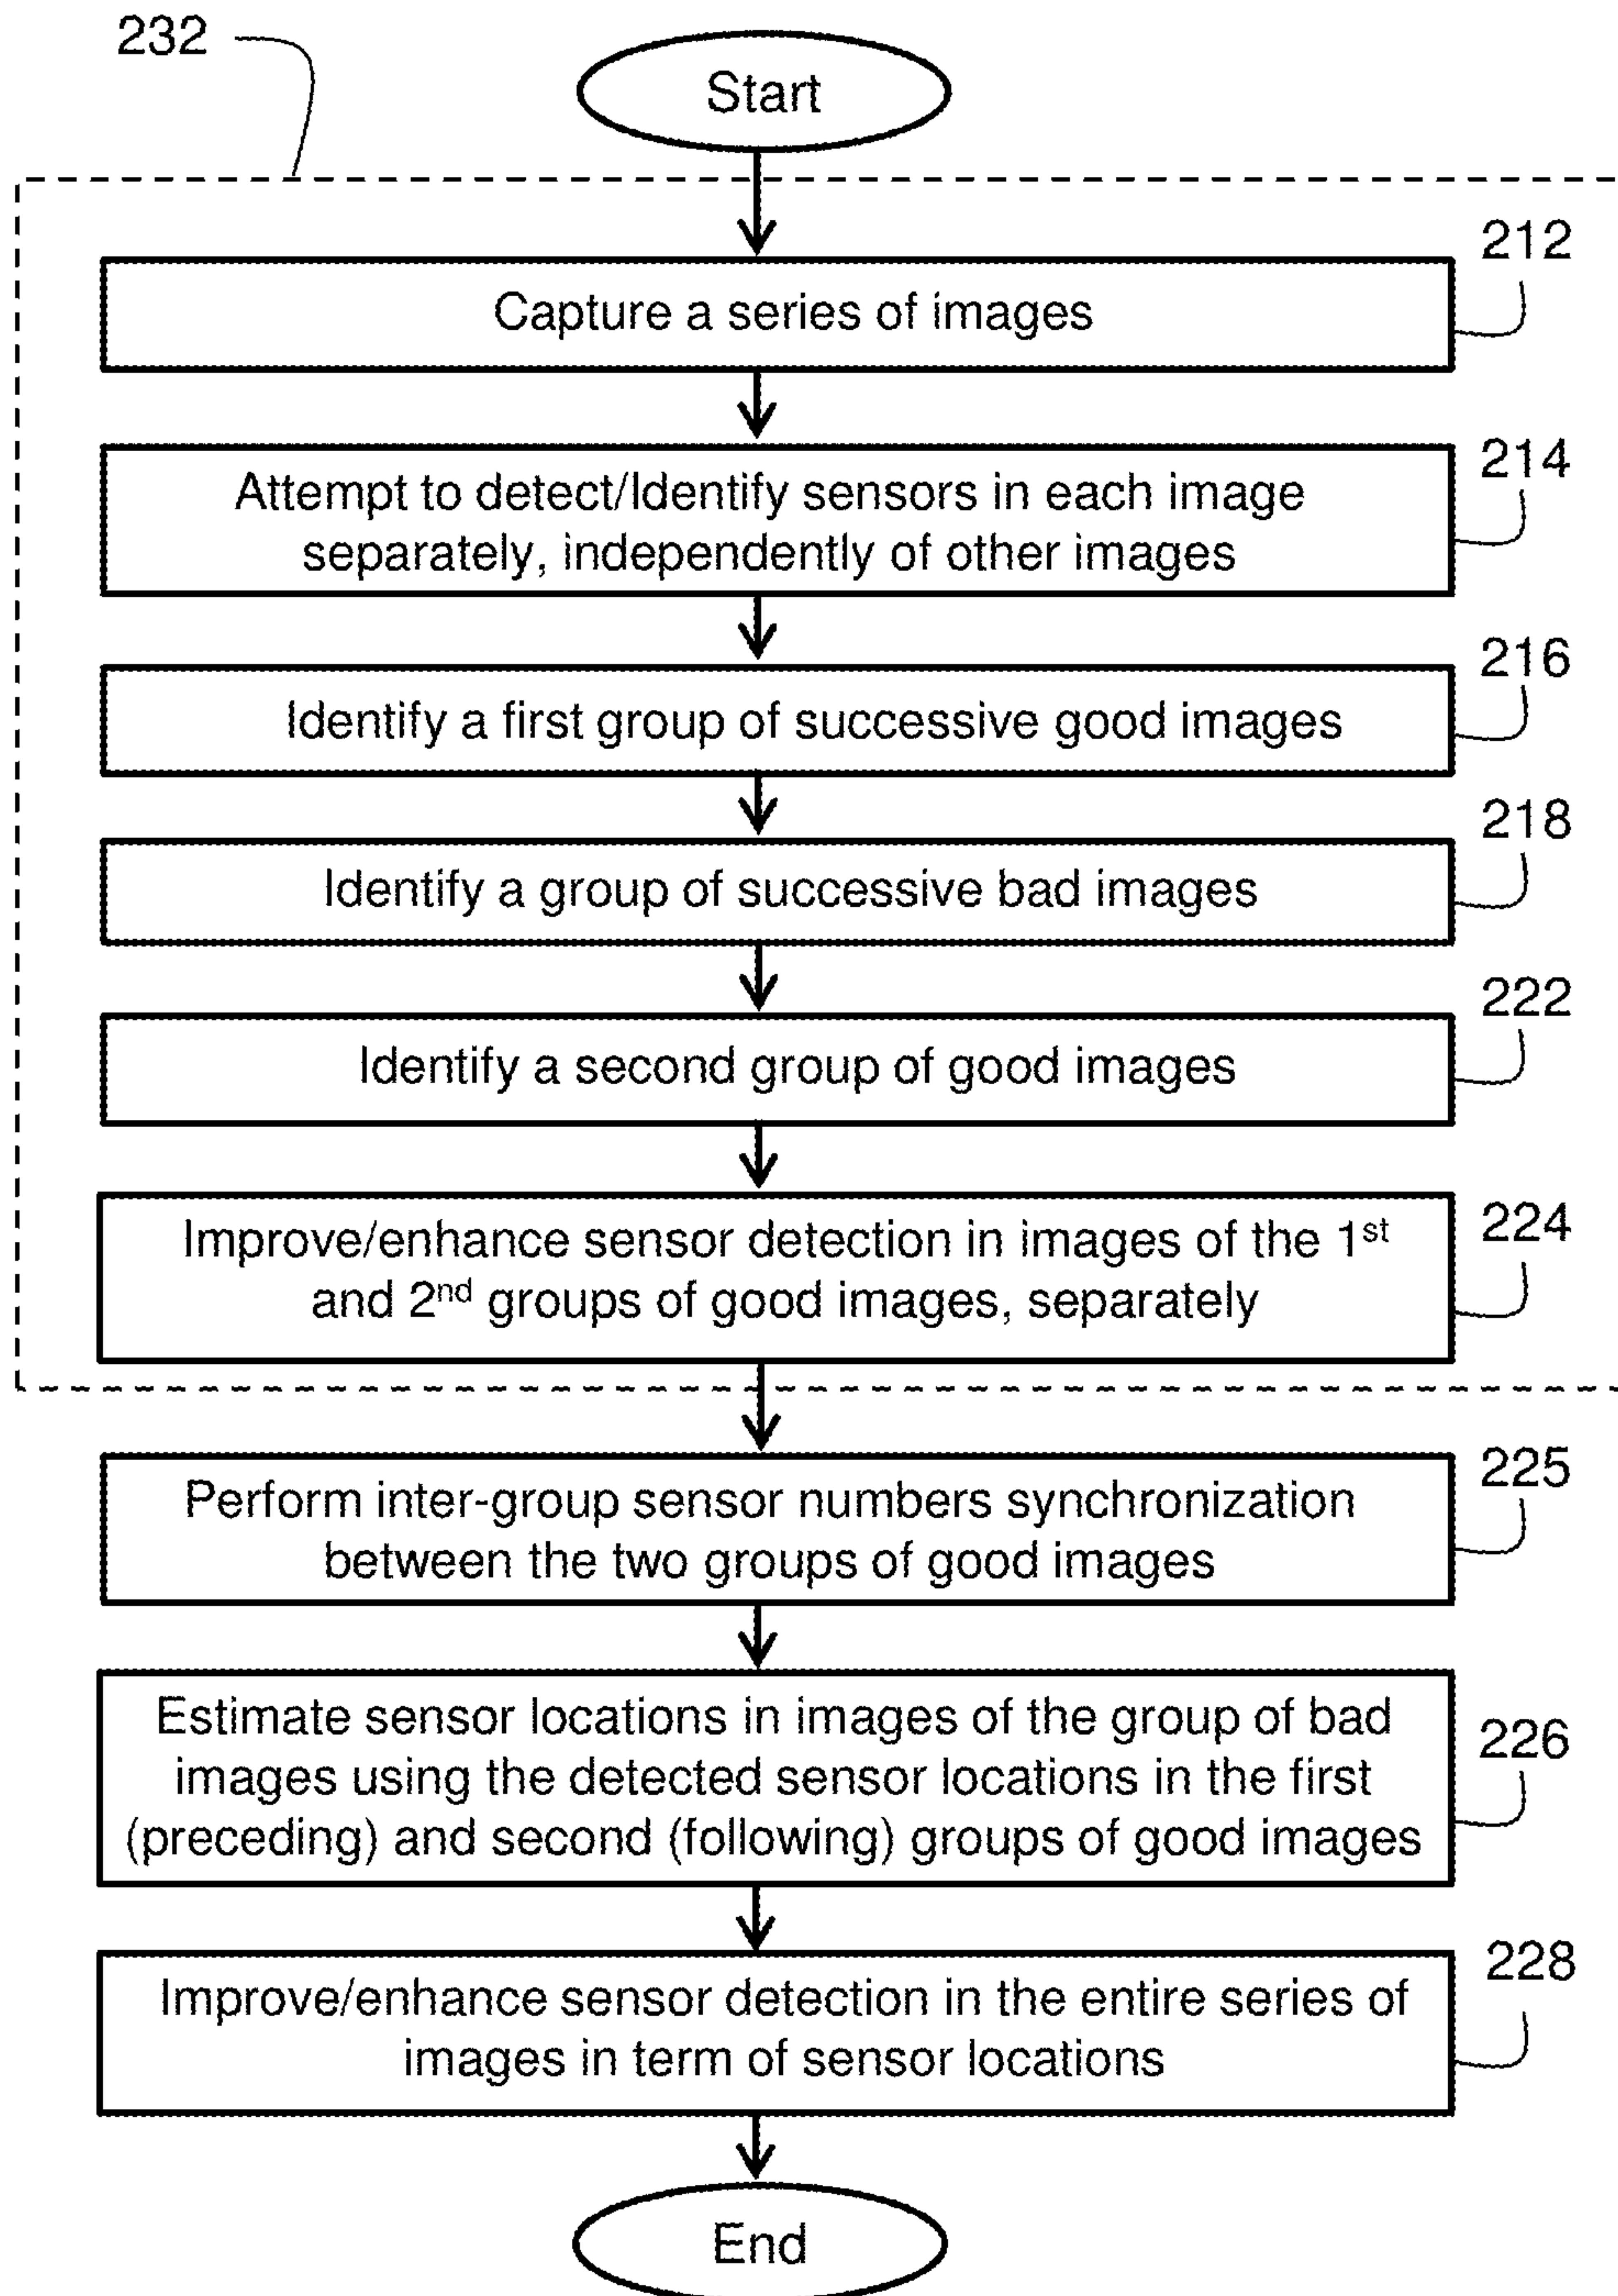 232
Start
212
Capture a series of images
214
Attempt to detect/Identify sensors in each image
separately, independently of other images
216
Identify a first group of successive good images
218
Identify a group of successive bad images
222
Identify a second group of good images
224
Improve/enhance sensor detection in images of the 1st
and 2nd groups of good images, separately
225
Perform inter-group sensor numbers synchronization
between the two groups of good images
226
Estimate sensor locations in images of the group of bad
images using the detected sensor locations in the first
(preceding) and second (following) groups of good images
228
Improve/enhance sensor detection in the entire series of
images in term of sensor locations
End